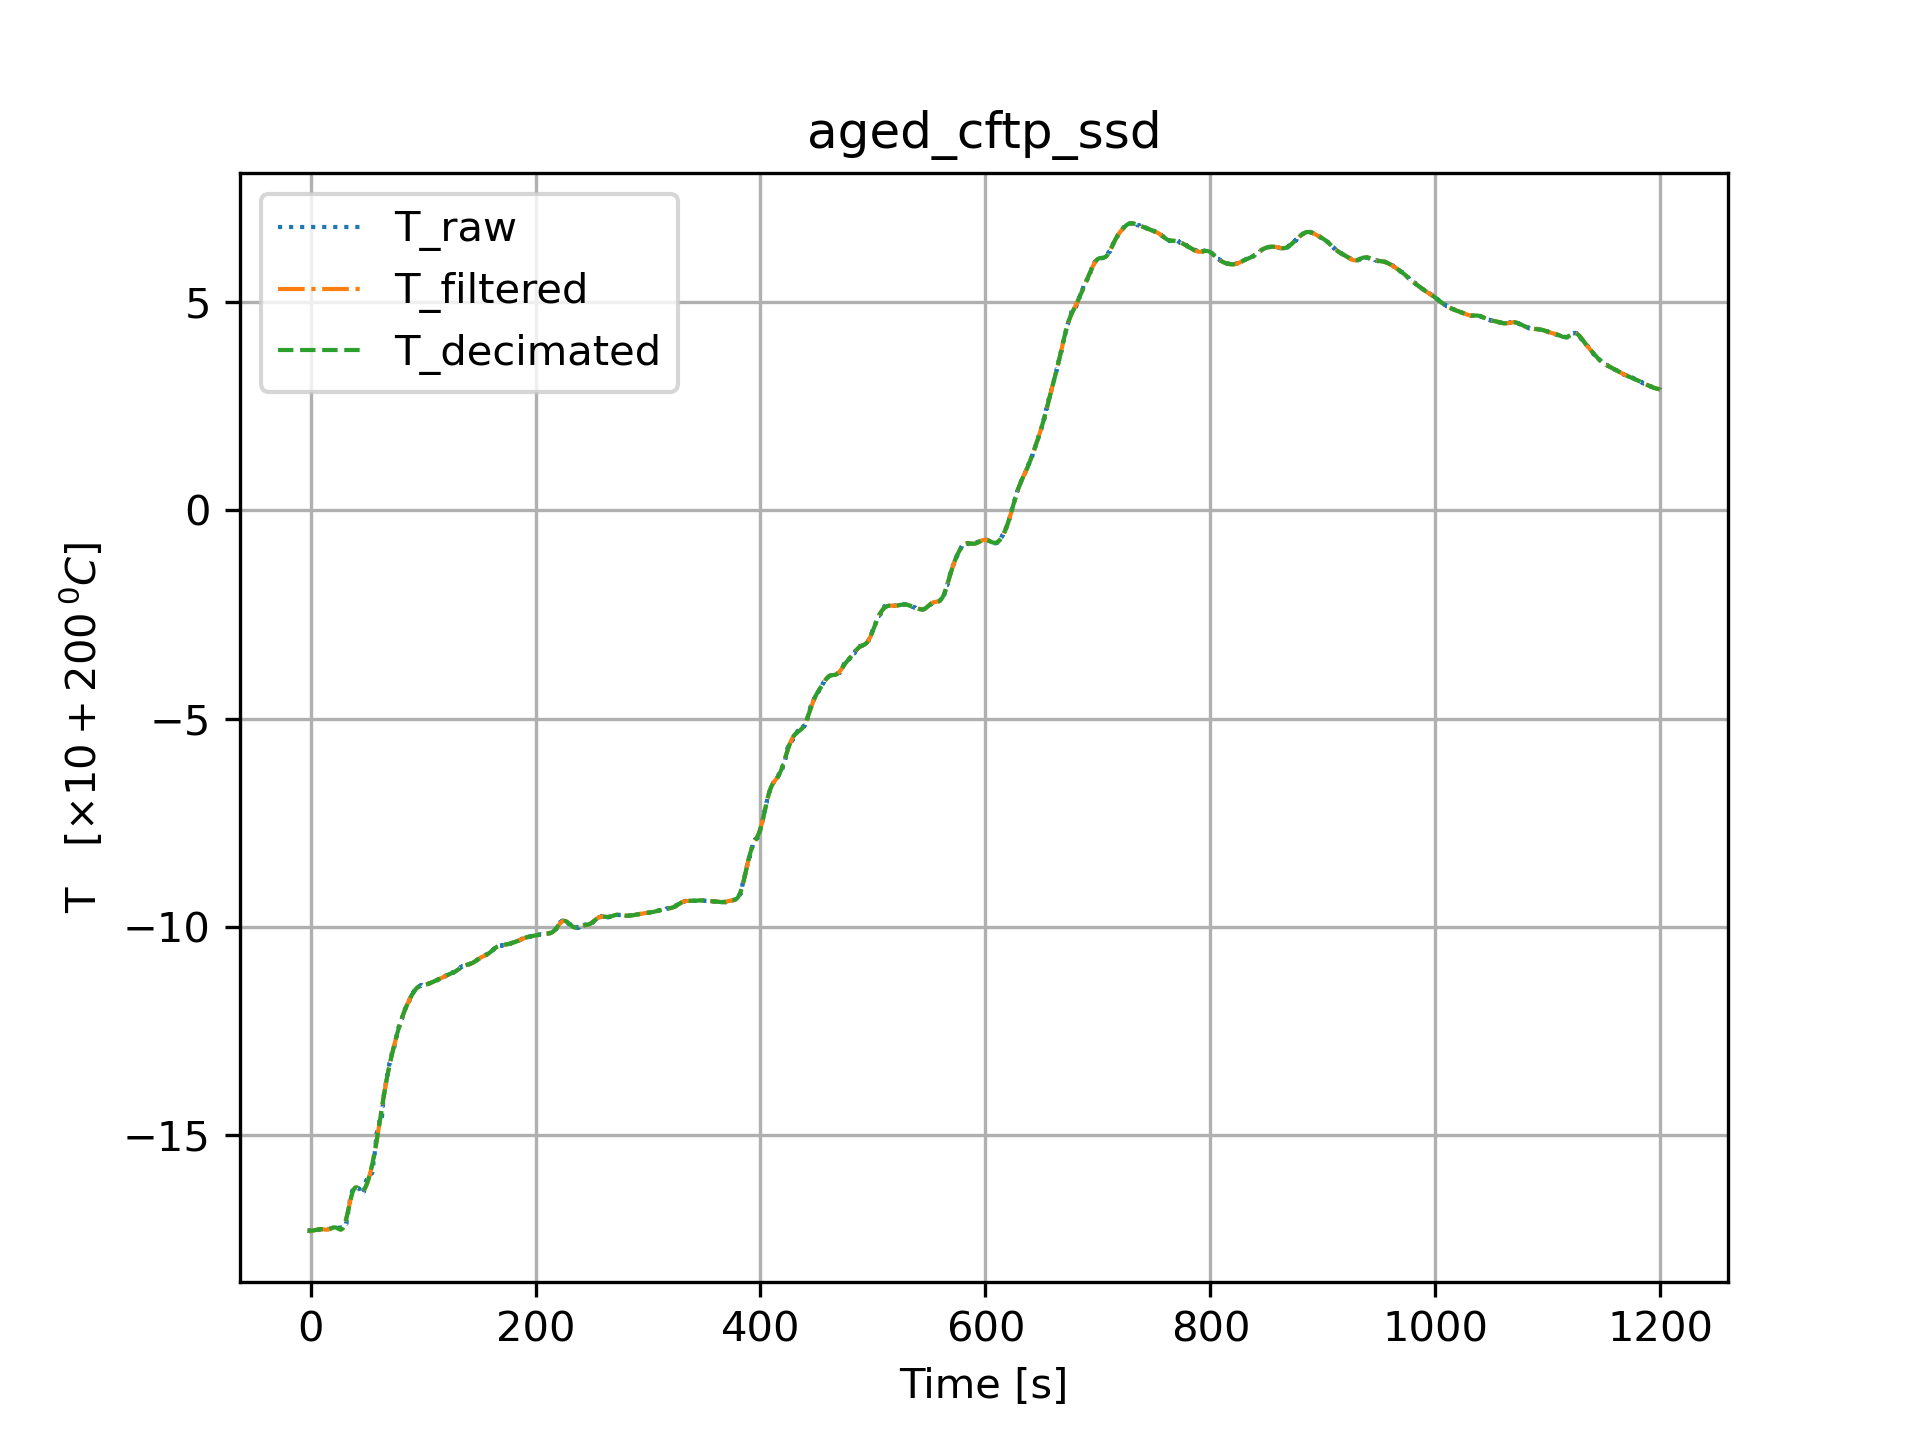 aged_cftp_ssd
T_raw
T_filtered
T_decimated
T [×10 + 200 ⁰C]
5
0
−5
−10
−15
0 200 400 600 800 1000 1200
Time [s]